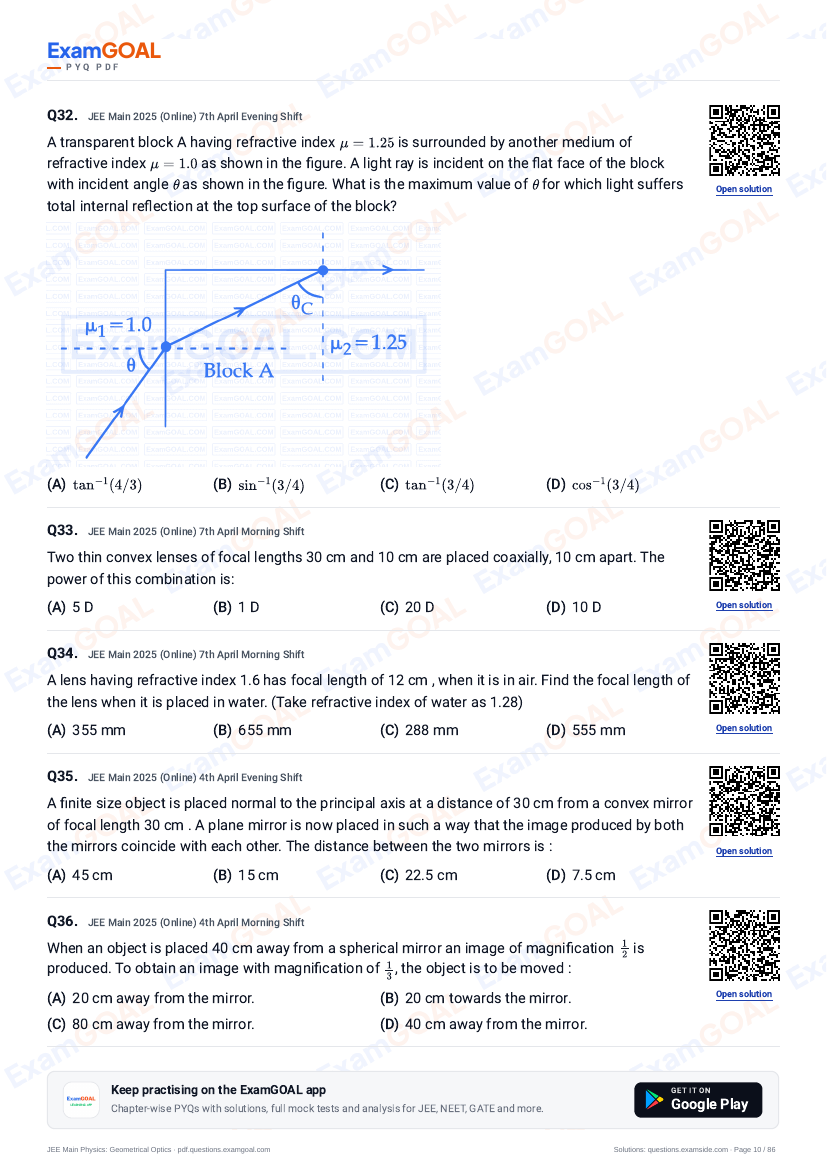 ExamGOAL
PYQ PDF
Q32. JEE Main 2025 (Online) 7th April Evening Shift
A transparent block A having refractive index μ = 1.25 is surrounded by another medium of
refractive index μ = 1.0 as shown in the figure. A light ray is incident on the flat face of the block
with incident angle θ as shown in the figure. What is the maximum value of θ for which light suffers
total internal reflection at the top surface of the block?
Open solution
θC
μ1 = 1.0
μ2 = 1.25
θ
Block A
ExamGOAL.COM
(A) tan⁻¹(4/3) (B) sin⁻¹(3/4) (C) tan⁻¹(3/4) (D) cos⁻¹(3/4)
Q33. JEE Main 2025 (Online) 7th April Morning Shift
Two thin convex lenses of focal lengths 30 cm and 10 cm are placed coaxially, 10 cm apart. The
power of this combination is:
(A) 5 D (B) 1 D (C) 20 D (D) 10 D
Open solution
Q34. JEE Main 2025 (Online) 7th April Morning Shift
A lens having refractive index 1.6 has focal length of 12 cm , when it is in air. Find the focal length of
the lens when it is placed in water. (Take refractive index of water as 1.28)
(A) 355 mm (B) 655 mm (C) 288 mm (D) 555 mm
Open solution
Q35. JEE Main 2025 (Online) 4th April Evening Shift
A finite size object is placed normal to the principal axis at a distance of 30 cm from a convex mirror
of focal length 30 cm . A plane mirror is now placed in such a way that the image produced by both
the mirrors coincide with each other. The distance between the two mirrors is :
(A) 45 cm (B) 15 cm (C) 22.5 cm (D) 7.5 cm
Open solution
Q36. JEE Main 2025 (Online) 4th April Morning Shift
When an object is placed 40 cm away from a spherical mirror an image of magnification 1/2 is
produced. To obtain an image with magnification of 1/3, the object is to be moved :
(A) 20 cm away from the mirror. (B) 20 cm towards the mirror.
(C) 80 cm away from the mirror. (D) 40 cm away from the mirror.
Open solution
ExamGOAL
Keep practising on the ExamGOAL app
Chapter-wise PYQs with solutions, full mock tests and analysis for JEE, NEET, GATE and more.
GET IT ON
Google Play
JEE Main Physics: Geometrical Optics · pdf.questions.examgoal.com
Solutions: questions.examside.com · Page 10 / 86